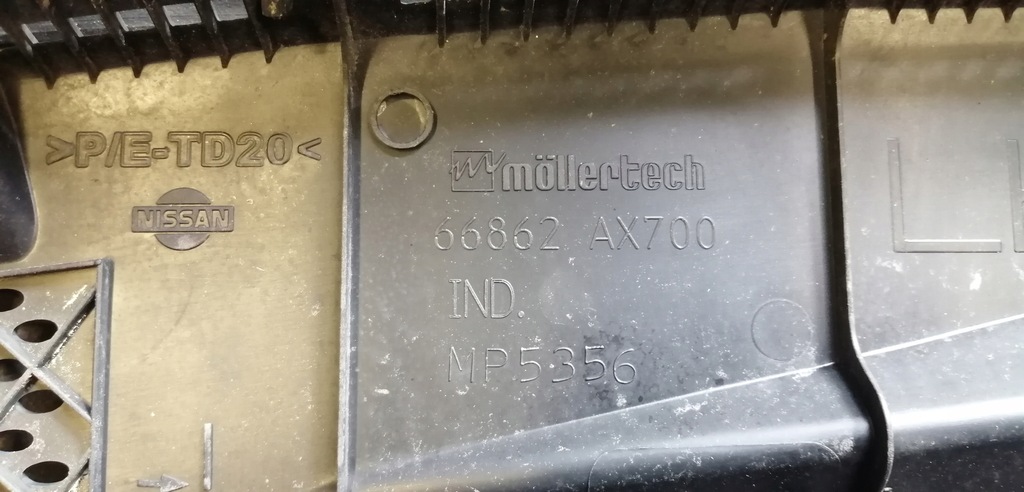 >P/E-TD20<
NISSAN
möllertech
66862 AX700
IND.
MP5356
L